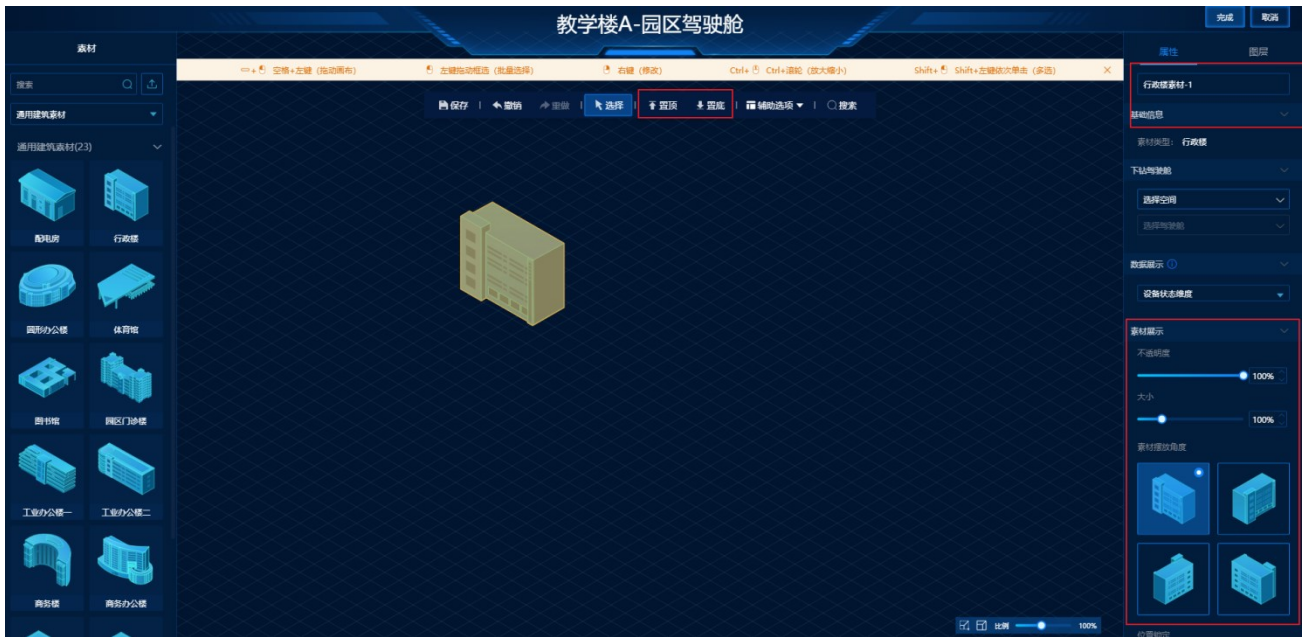 教学楼A-园区驾驶舱
完成 取消
素材
属性 图层
空格+左键 (拖动画布) 左键拖动框选 (批量选择) 右键 (修改) Ctrl+ Ctrl+滚轮 (放大缩小) Shift+ Shift+左键依次单击 (多选)
搜索
行政楼素材-1
保存 撤销 重做 选择 置顶 置底 辅助选项 搜索
通用建筑素材
基础信息
通用建筑素材(23)
素材类型: 行政楼
下钻驾驶舱
选择空间
选择驾驶舱
配电房 行政楼
数据展示
设备状态维度
圆形办公楼 体育馆
素材展示
不透明度
100%
大小
图书馆 园区门诊楼
100%
素材摆放角度
工业办公楼一 工业办公楼二
商务楼 商务办公楼
比例 100%
位置锁定